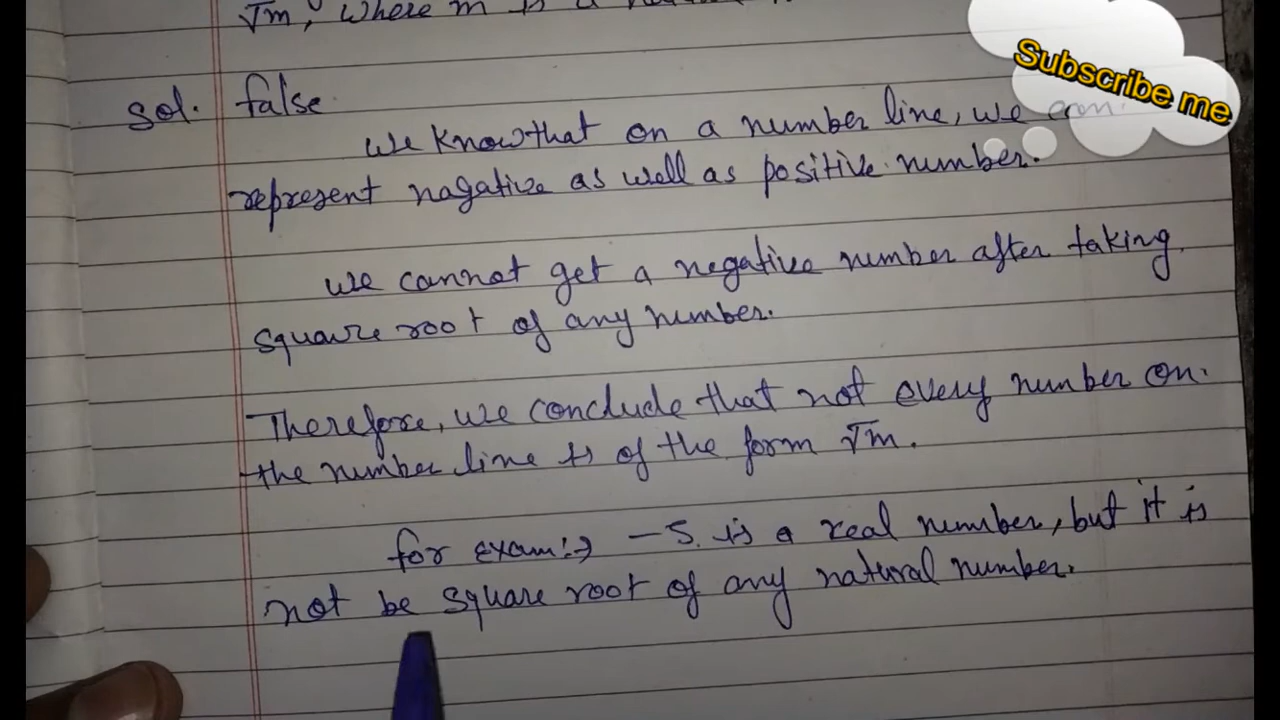 √m, where m is a
sol. false
we know that on a number line, we can
represent nagative as well as positive number.
we cannot get a negative number after taking
square root of any number.
Therefore, we conclude that not every number on
the number line is of the form √m.
for exam:→ -5. is a real number, but it is
not be square root of any natural number.
Subscribe me